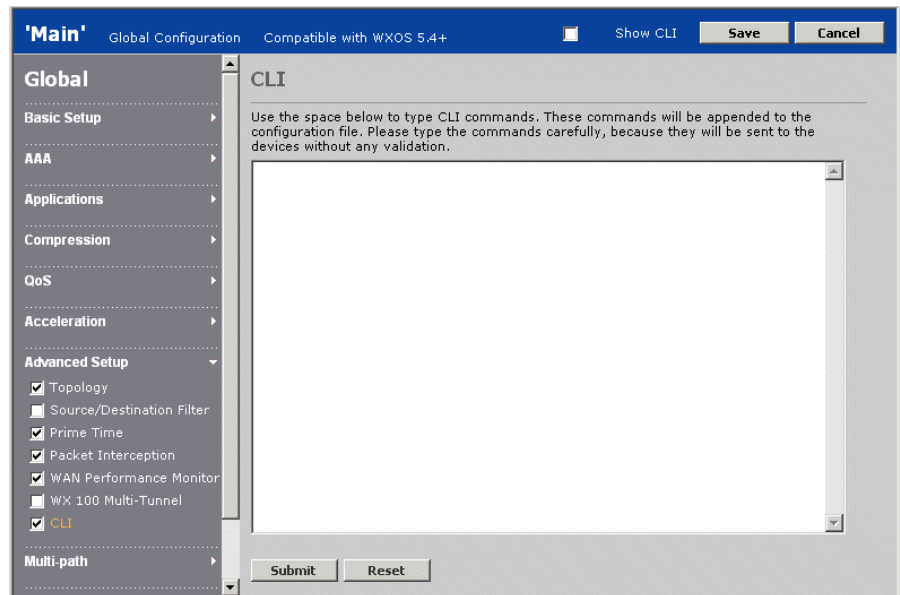 'Main' Global Configuration Compatible with WXOS 5.4+ Show CLI Save Cancel
Global
Basic Setup
AAA
Applications
Compression
QoS
Acceleration
Advanced Setup
Topology
Source/Destination Filter
Prime Time
Packet Interception
WAN Performance Monitor
WX 100 Multi-Tunnel
CLI
Multi-path
CLI
Use the space below to type CLI commands. These commands will be appended to the
configuration file. Please type the commands carefully, because they will be sent to the
devices without any validation.
Submit Reset